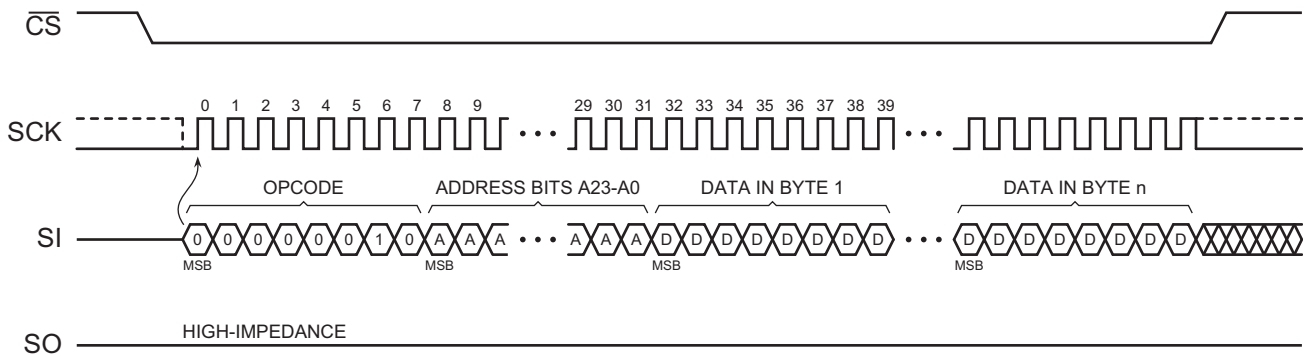 CS
0 1 2 3 4 5 6 7 8 9 29 30 31 32 33 34 35 36 37 38 39
SCK
OPCODE ADDRESS BITS A23-A0 DATA IN BYTE 1 DATA IN BYTE n
SI 0 0 0 0 0 0 1 0 A A A A A A D D D D D D D D D D D D D D D D
MSB MSB MSB MSB
HIGH-IMPEDANCE
SO